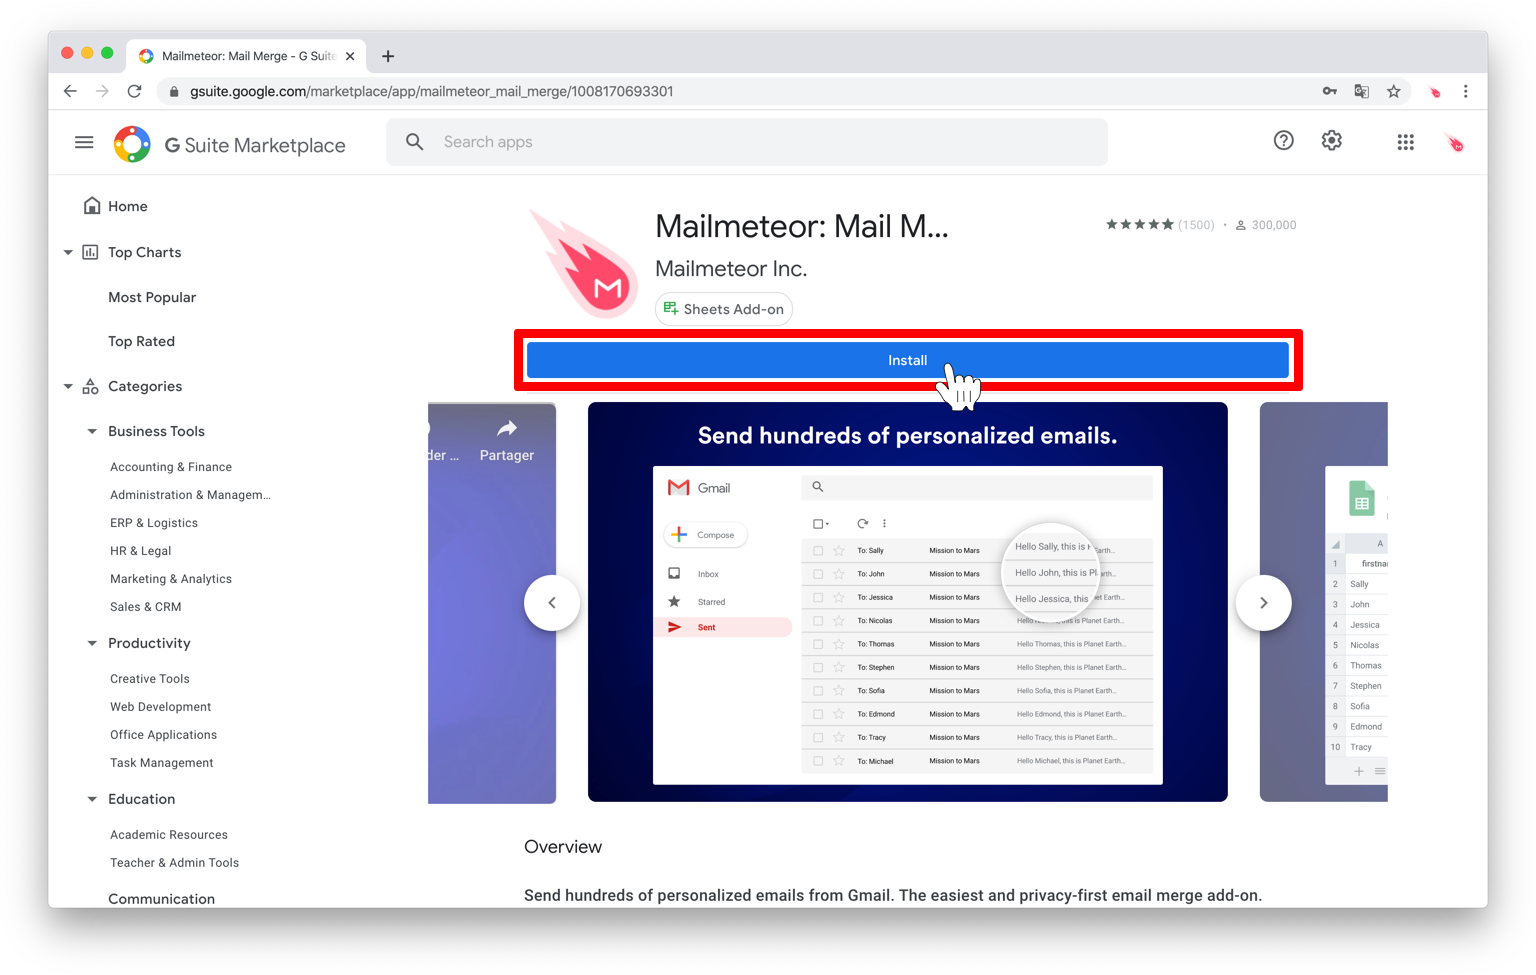 Mailmeteor: Mail Merge - G Suite
gsuite.google.com/marketplace/app/mailmeteor_mail_merge/1008170693301
G Suite Marketplace
Search apps
Home
Top Charts
Most Popular
Top Rated
Categories
Business Tools
Accounting & Finance
Administration & Managem...
ERP & Logistics
HR & Legal
Marketing & Analytics
Sales & CRM
Productivity
Creative Tools
Web Development
Office Applications
Task Management
Education
Academic Resources
Teacher & Admin Tools
Communication
M
Mailmeteor: Mail M...
(1500) • 300,000
Mailmeteor Inc.
Sheets Add-on
Install
der ...
Partager
Send hundreds of personalized emails.
Gmail
Compose
Inbox
Starred
Sent
To: Sally Mission to Mars Hello Sally, this is Earth...
To: John Mission to Mars Hello John, this is Pl arth...
To: Jessica Mission to Mars Hello Jessica, this et Earth...
To: Nicolas Mission to Mars Hello this is Planet Earth...
To: Thomas Mission to Mars Hello Thomas, this is Planet Earth...
To: Stephen Mission to Mars Hello Stephen, this is Planet Earth...
To: Sofia Mission to Mars Hello Sofia, this is Planet Earth...
To: Edmond Mission to Mars Hello Edmond, this is Planet Earth...
To: Tracy Mission to Mars Hello Tracy, this is Planet Earth...
To: Michael Mission to Mars Hello Michael, this is Planet Earth...
A
1 firstnar
2 Sally
3 John
4 Jessica
5 Nicolas
6 Thomas
7 Stephen
8 Sofia
9 Edmond
10 Tracy
Overview
Send hundreds of personalized emails from Gmail. The easiest and privacy-first email merge add-on.